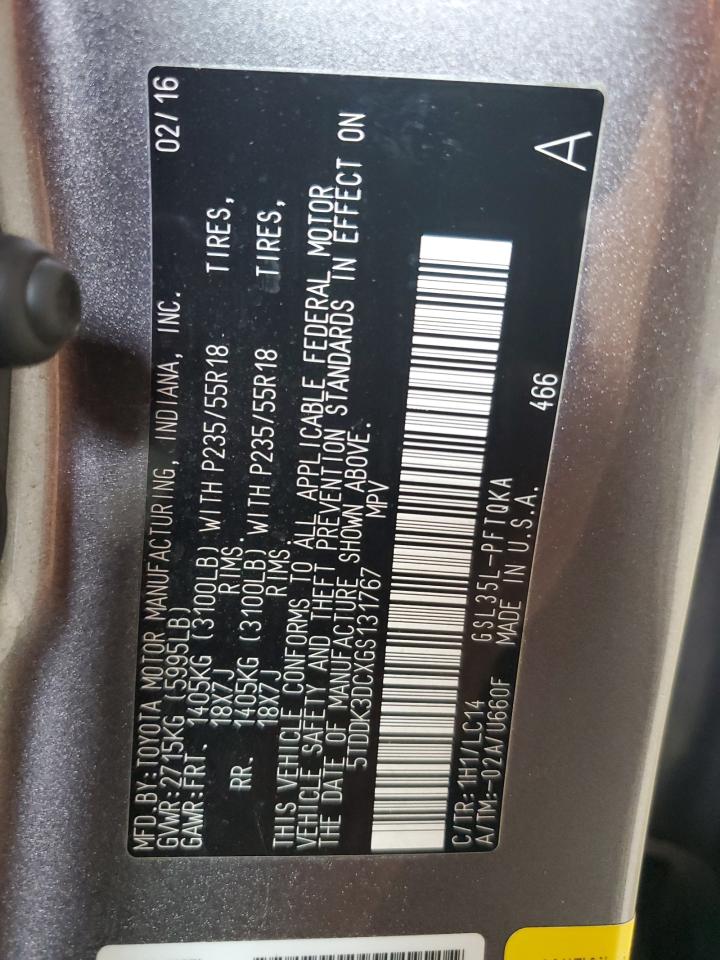 MFD.BY:TOYOTA MOTOR MANUFACTURING, INDIANA, INC. 02/16
GVWR:2715KG (5995LB)
GAWR:FRT. 1405KG (3100LB) WITH P235/55R18 TIRES,
18X7J RIMS.
RR. 1405KG (3100LB) WITH P235/55R18 TIRES,
18X7J RIMS.
THIS VEHICLE CONFORMS TO ALL APPLICABLE FEDERAL MOTOR
VEHICLE SAFETY AND THEFT PREVENTION STANDARDS IN EFFECT ON
THE DATE OF MANUFACTURE SHOWN ABOVE.
5TDDK3DCXGS131767 MPV
466 A
C/TR:1H1/LC14 GSL35L-PFTQKA
A/TM:-02A/U660F MADE IN U.S.A.